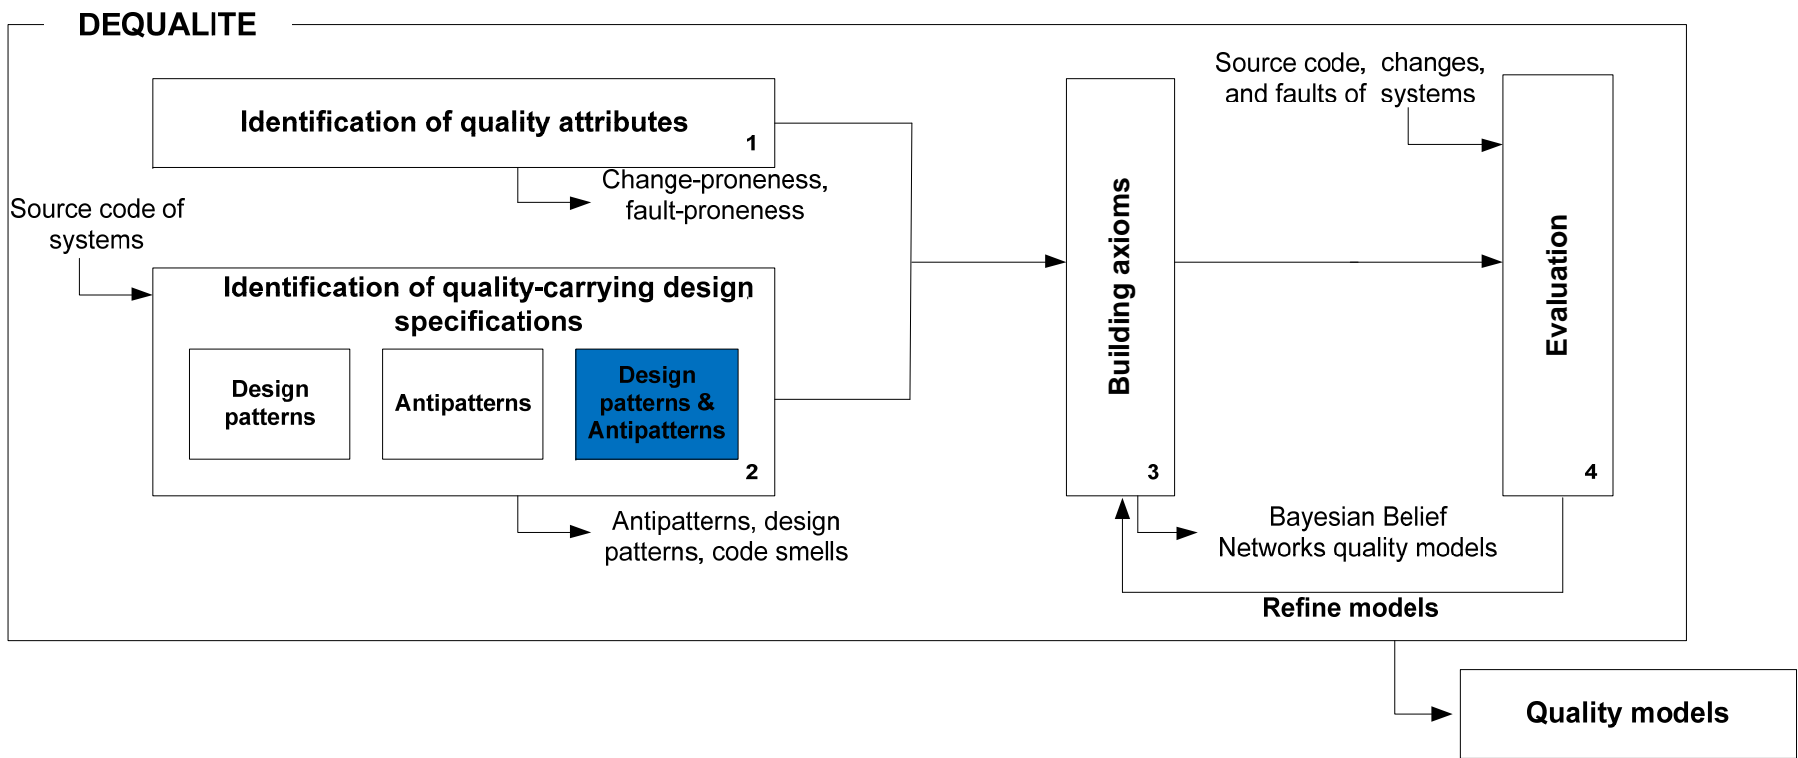 DEQUALITE
Identification of quality attributes
1
Change-proneness,
fault-proneness
Source code of
systems
Identification of quality-carrying design
specifications
Design
patterns
Antipatterns
Design
patterns &
Antipatterns
2
Antipatterns, design
patterns, code smells
Building axioms
3
Bayesian Belief
Networks quality models
Source code, changes,
and faults of systems
Evaluation
4
Refine models
Quality models